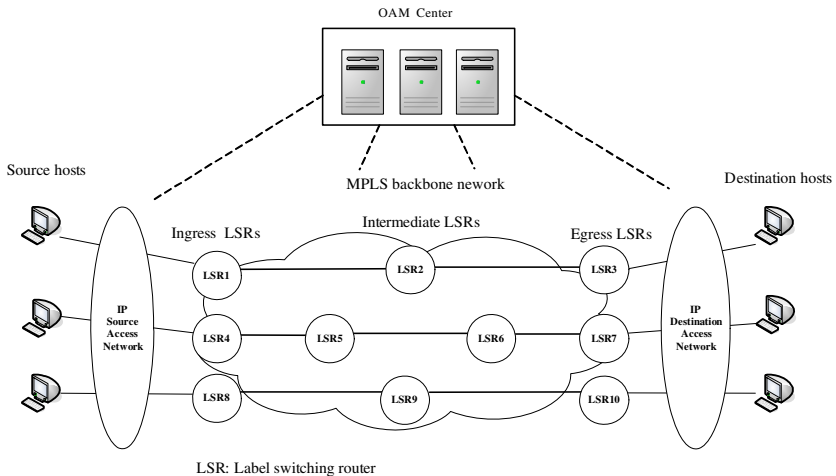 OAM Center
Source hosts
MPLS backbone nework
Destination hosts
Ingress LSRs
Intermediate LSRs
Egress LSRs
LSR1
LSR2
LSR3
IP
Source
Access
Network
LSR4
LSR5
LSR6
LSR7
IP
Destination
Access
Network
LSR8
LSR9
LSR10
LSR: Label switching router